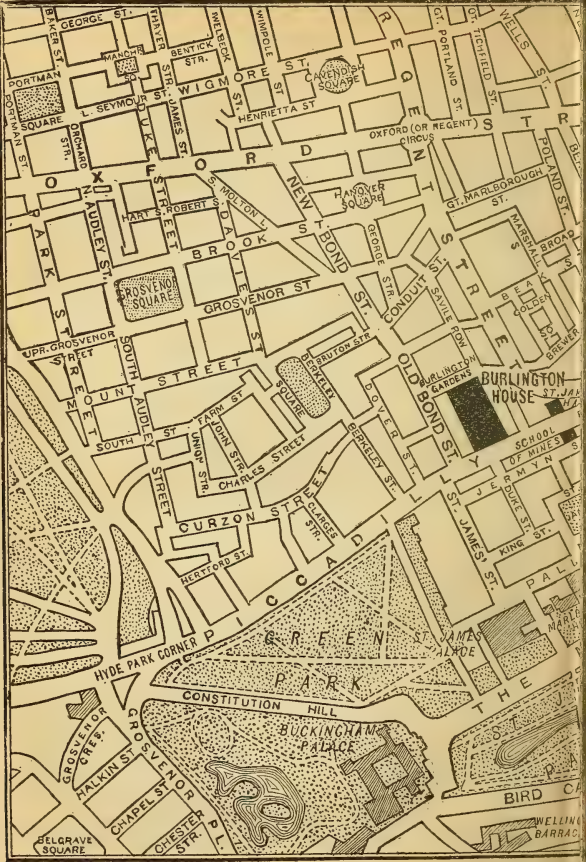 BAKER ST.
GEORGE ST.
THAYER
STR.
WELBECK
ST.
WIMPOLE
ST.
REGENT STREET
GT. PORTLAND ST.
TICHFIELD ST.
WELLS ST.
BENTICK STR.
MANCHR. SQ.
PORTMAN SQUARE
PORTMAN ST.
L. SEYMOUR ST.
WIGMORE ST.
CAVENDISH SQUARE
HENRIETTA ST
JAMES ST.
DUKE STREET
ORCHARD STR.
OXFORD STR
OXFORD (OR REGENT) CIRCUS
POLAND ST.
PARK STREET
N. AUDLEY ST.
HART S.
ROBERT S.
S. MOLTON
DAVIES ST
BROOK ST.
NEW BOND ST.
HANOVER SQUARE
GT. MARLBOROUGH ST.
MARSHALL S
BROAD
GEORGE STR.
CONDUIT ST.
SAVILE ROW
BEAK
GOLDEN
SQ.
BREWER
GROSVENOR SQUARE
GROSVENOR ST
UPR. GROSVENOR STREET
BRUTON STR
MOUNT STREET
BERKELEY SQUARE
SOUTH AUDLEY STREET
DOVER ST.
OLD BOND ST.
BURLINGTON GARDENS
BURLINGTON HOUSE
FARM ST
SOUTH ST
UNION STR.
JOHN STR.
CHARLES STREET
BERKELEY ST.
SCHOOL OF MINES
JERMYN
DUKE ST.
CURZON STREET
CLARGES STR.
ST. JAMES' ST.
KING ST.
HERTFORD ST.
PICCADILLY
PALL
GREEN PARK
ST. JAMES PALACE
HYDE PARK CORNER
THE
CONSTITUTION HILL
BUCKINGHAM PALACE
GROSVENOR CRES.
GROSVENOR PL.
HALKIN ST
CHAPEL ST
CHESTER STR.
BELGRAVE SQUARE
BIRD CA
WELLING
BARRAC